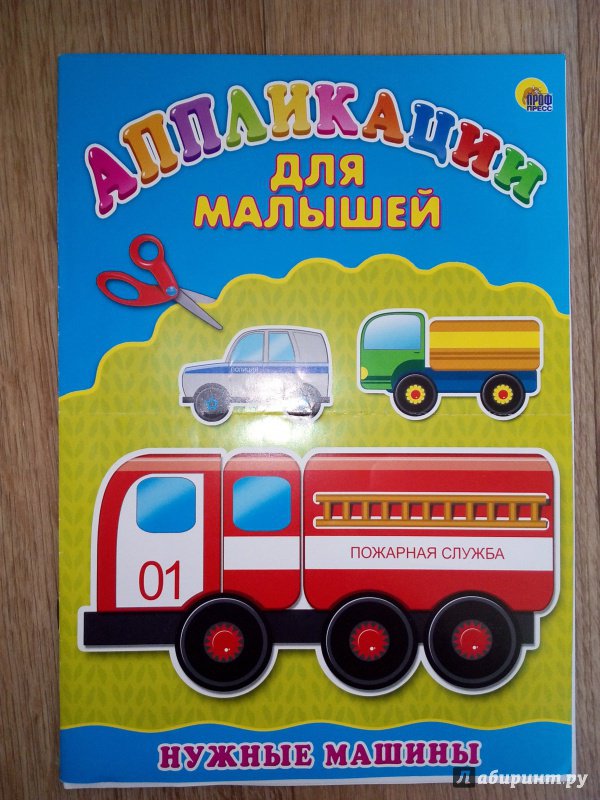 АППЛИКАЦИИ
ДЛЯ
МАЛЫШЕЙ
ПРОФ
ПРЕСС
ПОЛИЦИЯ
ПОЖАРНАЯ СЛУЖБА
01
НУЖНЫЕ МАШИНЫ
Лабиринт.ру